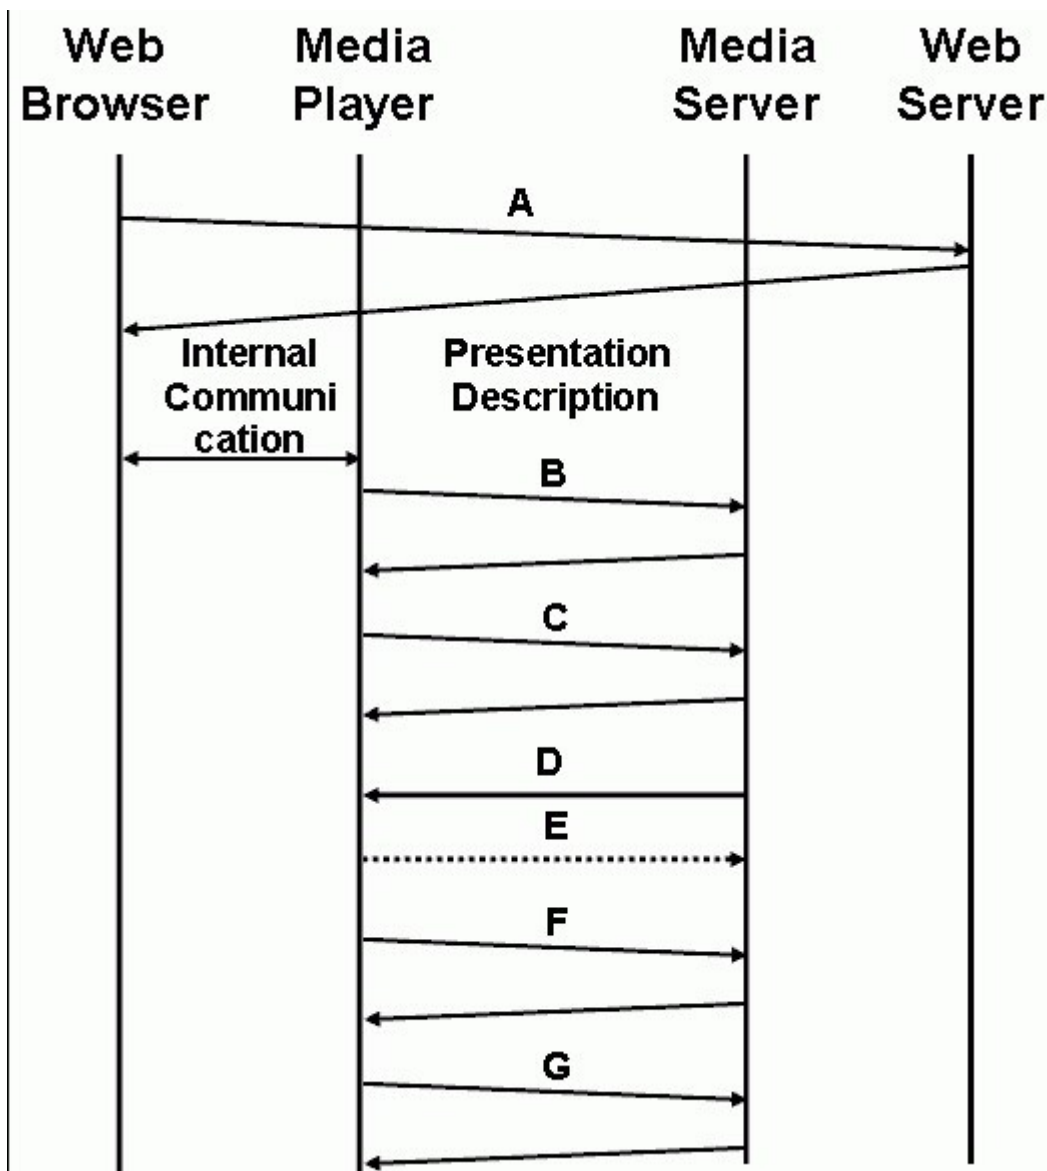 Web Browser
Media Player
Media Server
Web Server
A
Internal
Communi
cation
Presentation
Description
B
C
D
E
F
G